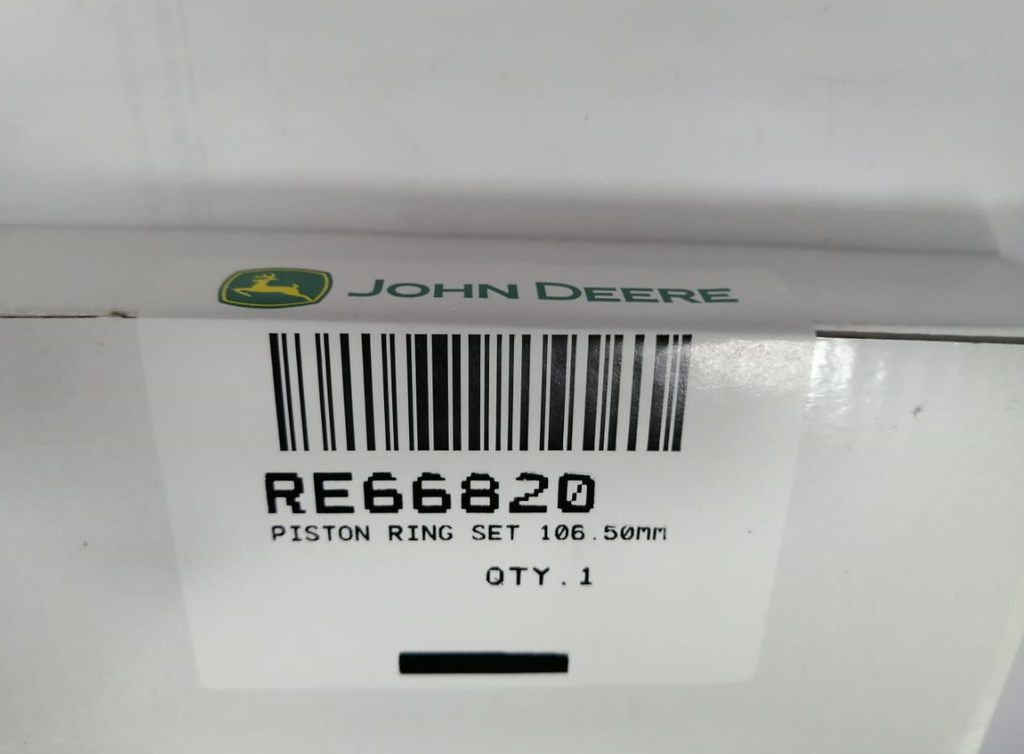 JOHN DEERE
RE66820
PISTON RING SET 106.50MM
QTY.1